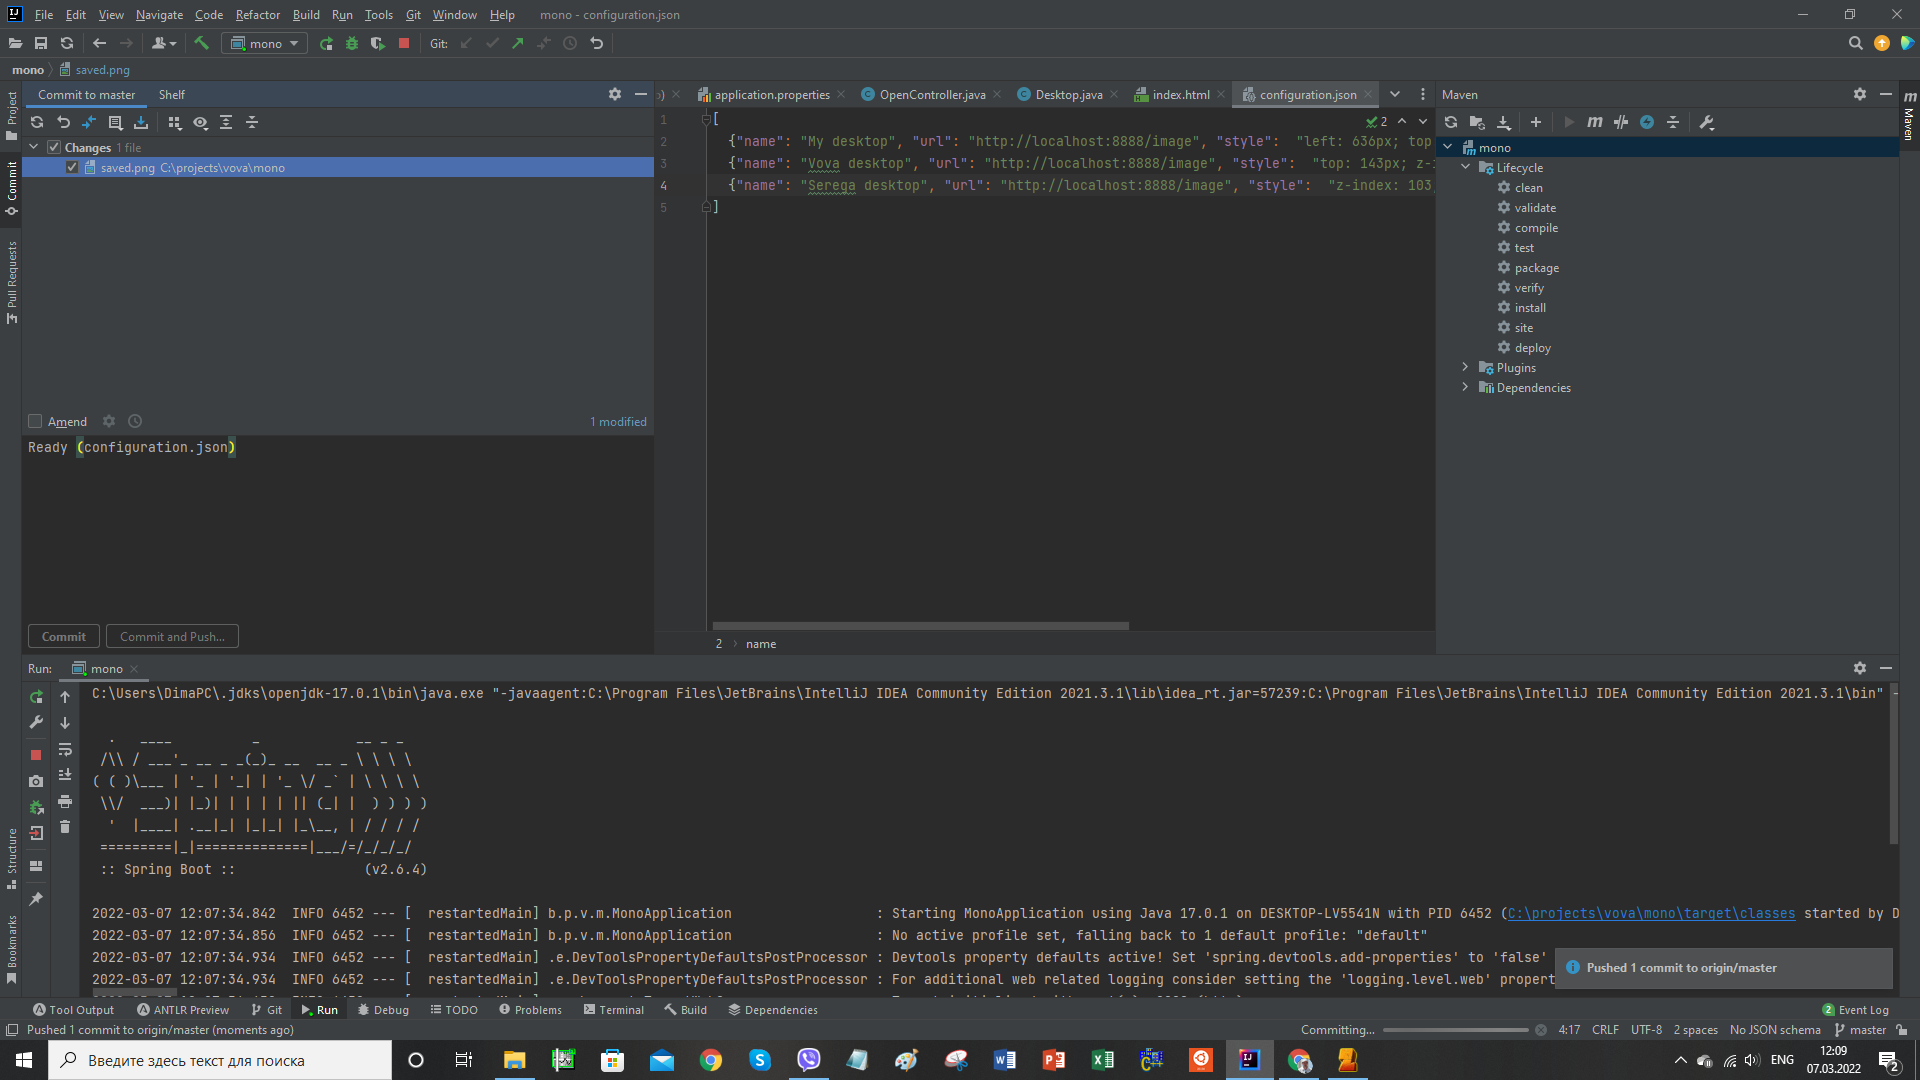 File Edit View Navigate Code Refactor Build Run Tools Git Window Help mono - configuration.json
mono Git:
mono saved.png
Project
Commit
Pull Requests
Structure
Bookmarks
Commit to master Shelf
Changes 1 file
saved.png C:\projects\vova\mono
Amend 1 modified
Ready (configuration.json)
Commit Commit and Push...
application.properties OpenController.java Desktop.java index.html configuration.json
2
1 [
2 {"name": "My desktop", "url": "http://localhost:8888/image", "style": "left: 636px; top
3 {"name": "Vova desktop", "url": "http://localhost:8888/image", "style": "top: 143px; z-i
4 {"name": "Serega desktop", "url": "http://localhost:8888/image", "style": "z-index: 103;
5 ]
2 › name
Maven
mono
Lifecycle
clean
validate
compile
test
package
verify
install
site
deploy
Plugins
Dependencies
Maven
Run: mono
C:\Users\DimaPC\.jdks\openjdk-17.0.1\bin\java.exe "-javaagent:C:\Program Files\JetBrains\IntelliJ IDEA Community Edition 2021.3.1\lib\idea_rt.jar=57239:C:\Program Files\JetBrains\IntelliJ IDEA Community Edition 2021.3.1\bin" -
  .   ____          _            __ _ _
 /\\ / ___'_ __ _ _(_)_ __  __ _ \ \ \ \
( ( )\___ | '_ | '_| | '_ \/ _` | \ \ \ \
 \\/  ___)| |_)| | | | | || (_| |  ) ) ) )
  '  |____| .__|_| |_|_| |_\__, | / / / /
 =========|_|==============|___/=/_/_/_/
 :: Spring Boot ::                (v2.6.4)
2022-03-07 12:07:34.842 INFO 6452 --- [ restartedMain] b.p.v.m.MonoApplication : Starting MonoApplication using Java 17.0.1 on DESKTOP-LV5541N with PID 6452 (C:\projects\vova\mono\target\classes started by D
2022-03-07 12:07:34.856 INFO 6452 --- [ restartedMain] b.p.v.m.MonoApplication : No active profile set, falling back to 1 default profile: "default"
2022-03-07 12:07:34.934 INFO 6452 --- [ restartedMain] .e.DevToolsPropertyDefaultsPostProcessor : Devtools property defaults active! Set 'spring.devtools.add-properties' to 'false'
2022-03-07 12:07:34.934 INFO 6452 --- [ restartedMain] .e.DevToolsPropertyDefaultsPostProcessor : For additional web related logging consider setting the 'logging.level.web' propert
Pushed 1 commit to origin/master
Tool Output ANTLR Preview Git Run Debug TODO Problems Terminal Build Dependencies 2 Event Log
Pushed 1 commit to origin/master (moments ago) Committing... 4:17 CRLF UTF-8 2 spaces No JSON schema master
Введите здесь текст для поиска ENG 12:09
07.03.2022 2